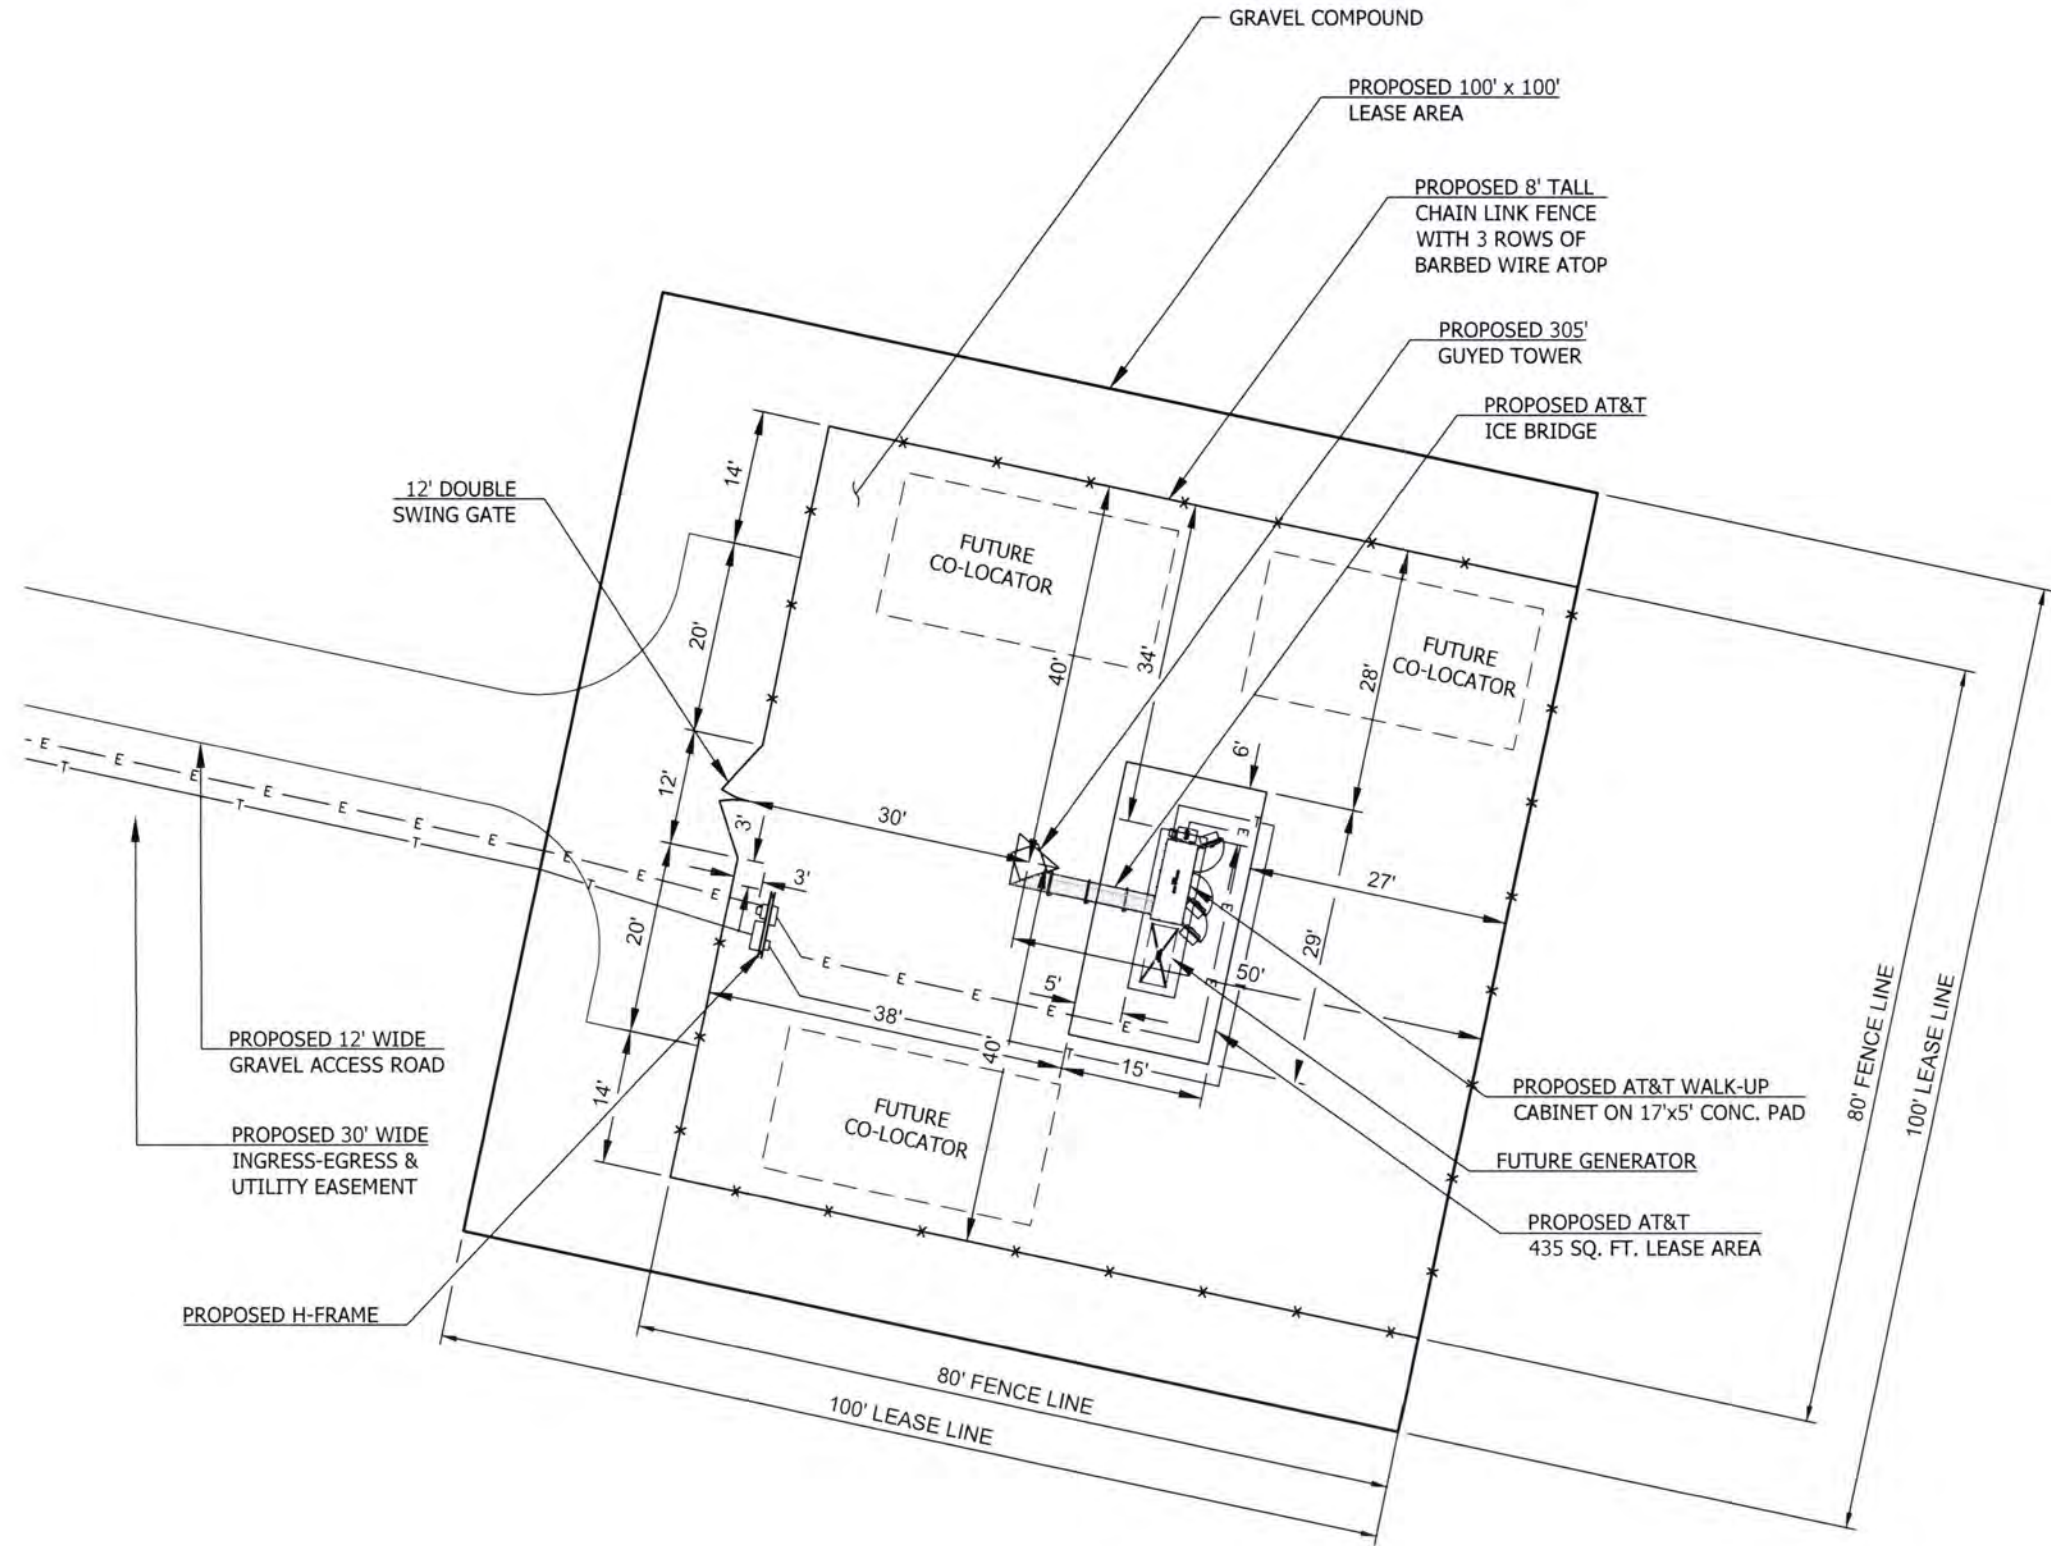 GRAVEL COMPOUND
PROPOSED 100' x 100'
LEASE AREA
PROPOSED 8' TALL
CHAIN LINK FENCE
WITH 3 ROWS OF
BARBED WIRE ATOP
PROPOSED 305'
GUYED TOWER
PROPOSED AT&T
ICE BRIDGE
12' DOUBLE
SWING GATE
14'
20'
12'
20'
14'
FUTURE
CO-LOCATOR
FUTURE
CO-LOCATOR
40'
34'
28'
6'
30'
3'
3'
27'
29'
50'
5'
38'
40'
15'
E E E E E E E E E E
T T T T
E E E E E
T
T
E
E
E
FUTURE
CO-LOCATOR
PROPOSED 12' WIDE
GRAVEL ACCESS ROAD
PROPOSED 30' WIDE
INGRESS-EGRESS &
UTILITY EASEMENT
PROPOSED H-FRAME
PROPOSED AT&T WALK-UP
CABINET ON 17'x5' CONC. PAD
FUTURE GENERATOR
PROPOSED AT&T
435 SQ. FT. LEASE AREA
80' FENCE LINE
100' LEASE LINE
80' FENCE LINE
100' LEASE LINE